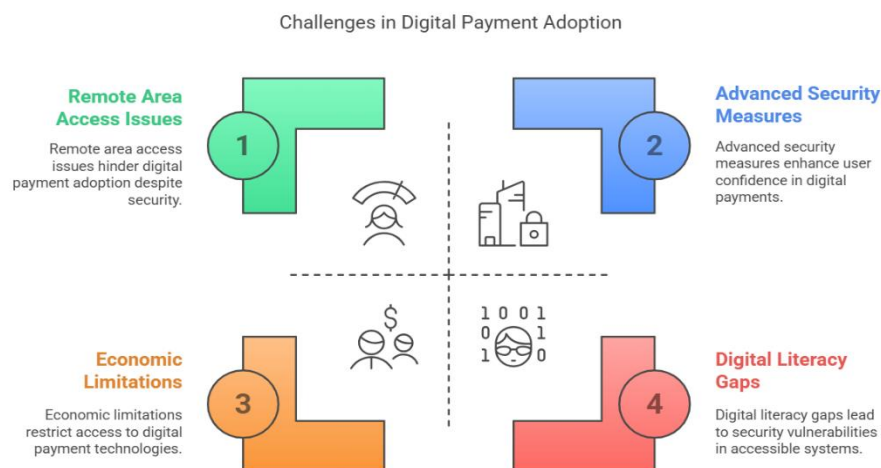 Challenges in Digital Payment Adoption
Remote Area
Access Issues
Remote area access
issues hinder digital
payment adoption despite
security.
1
2
Advanced Security
Measures
Advanced security
measures enhance user
confidence in digital
payments.
$
1 0 0 1
0 1
1 0
Economic
Limitations
Economic limitations
restrict access to digital
payment technologies.
3
4
Digital Literacy
Gaps
Digital literacy gaps lead
to security vulnerabilities
in accessible systems.